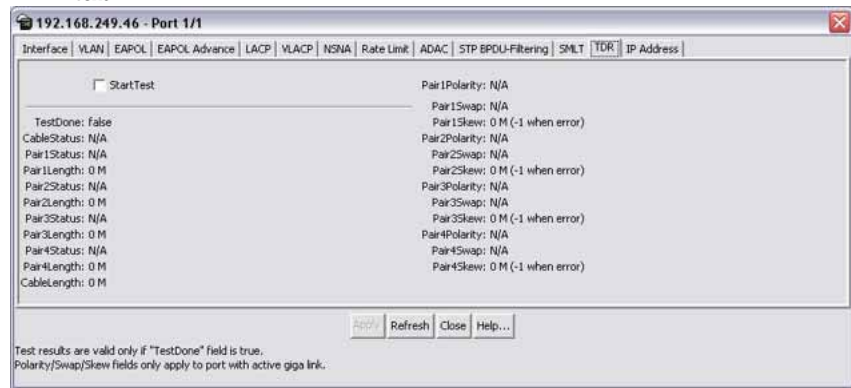 192.168.249.46 - Port 1/1
Interface | VLAN | EAPOL | EAPOL Advance | LACP | VLACP | NSNA | Rate Limit | ADAC | STP BPDU-Filtering | SMLT | TDR | IP Address
StartTest
TestDone: false
CableStatus: N/A
Pair1Status: N/A
Pair1Length: 0 M
Pair2Status: N/A
Pair2Length: 0 M
Pair3Status: N/A
Pair3Length: 0 M
Pair4Status: N/A
Pair4Length: 0 M
CableLength: 0 M
Pair1Polarity: N/A
Pair1Swap: N/A
Pair1Skew: 0 M (-1 when error)
Pair2Polarity: N/A
Pair2Swap: N/A
Pair2Skew: 0 M (-1 when error)
Pair3Polarity: N/A
Pair3Swap: N/A
Pair3Skew: 0 M (-1 when error)
Pair4Polarity: N/A
Pair4Swap: N/A
Pair4Skew: 0 M (-1 when error)
Apply Refresh Close Help...
Test results are valid only if "TestDone" field is true.
Polarity/Swap/Skew fields only apply to port with active giga link.